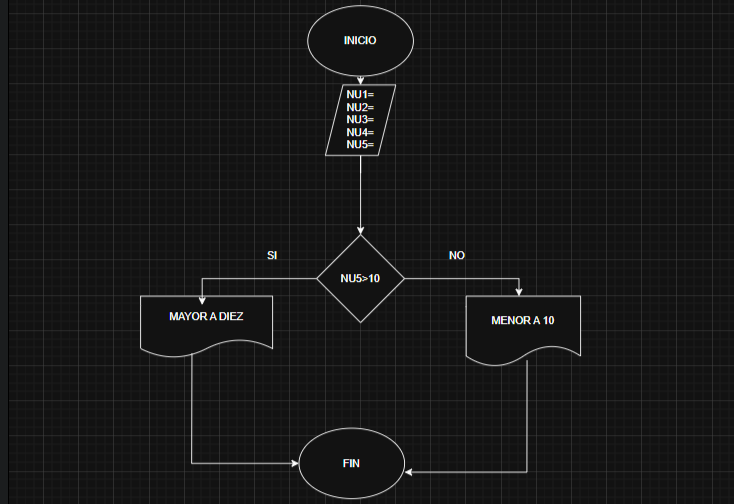 INICIO
NU1=
NU2=
NU3=
NU4=
NU5=
SI
NO
NU5>10
MAYOR A DIEZ
MENOR A 10
FIN